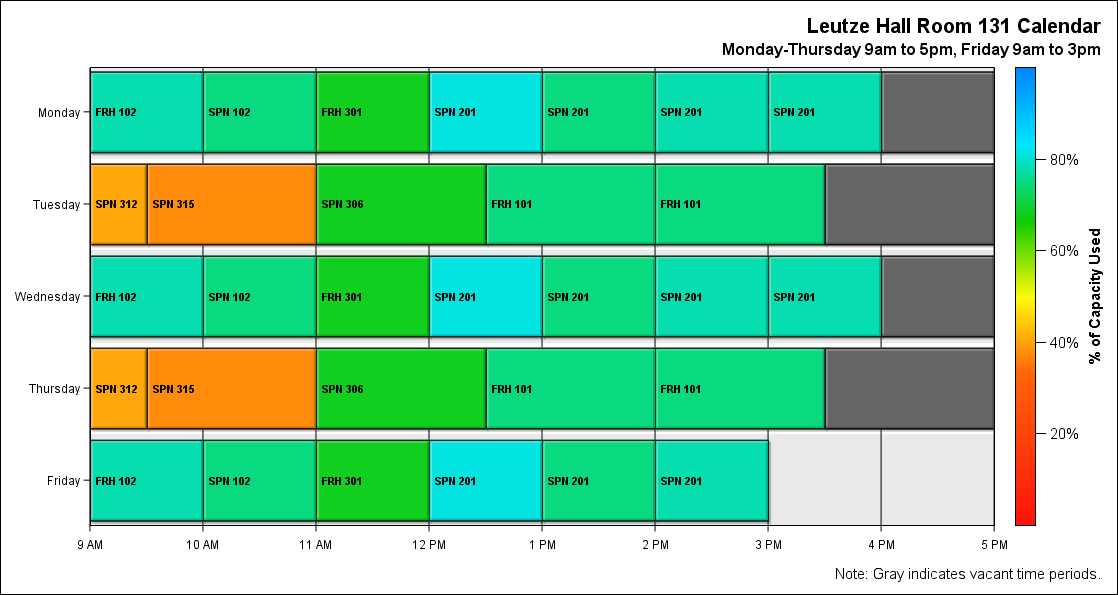 Leutze Hall Room 131 Calendar
Monday-Thursday 9am to 5pm, Friday 9am to 3pm
Monday
FRH 102
SPN 102
FRH 301
SPN 201
SPN 201
SPN 201
SPN 201
Tuesday
SPN 312
SPN 315
SPN 306
FRH 101
FRH 101
Wednesday
FRH 102
SPN 102
FRH 301
SPN 201
SPN 201
SPN 201
SPN 201
Thursday
SPN 312
SPN 315
SPN 306
FRH 101
FRH 101
Friday
FRH 102
SPN 102
FRH 301
SPN 201
SPN 201
SPN 201
9 AM 10 AM 11 AM 12 PM 1 PM 2 PM 3 PM 4 PM 5 PM
80%
60%
40%
20%
% of Capacity Used
Note: Gray indicates vacant time periods.